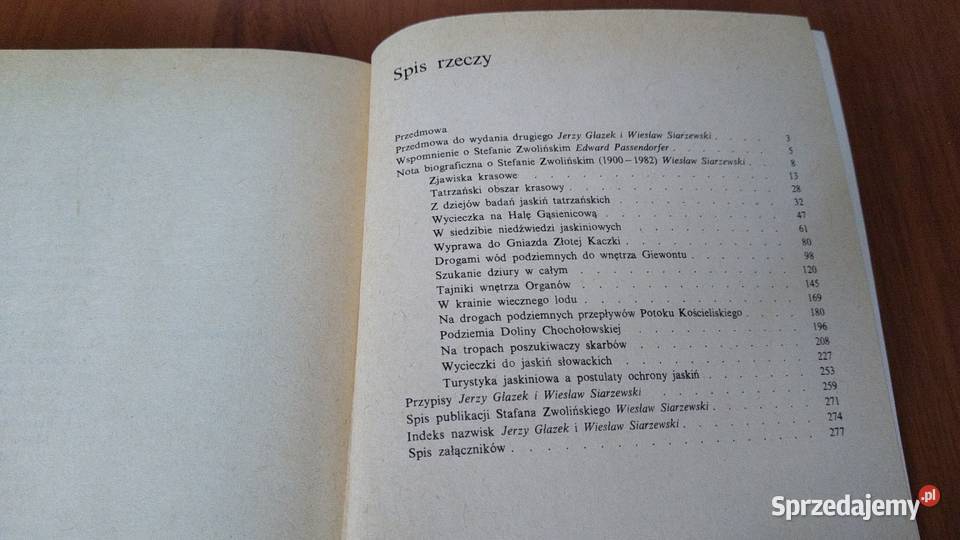 Spis rzeczy
Przedmowa
Przedmowa do wydania drugiego Jerzy Glazek i Wiesław Siarzewski . . . . 3
Wspomnienie o Stefanie Zwolińskim Edward Passendorfer . . . . . 5
Nota biograficzna o Stefanie Zwolińskim (1900–1982) Wiesław Siarzewski . . . 8
Zjawiska krasowe . . . . . . . . . . 13
Tatrzański obszar krasowy . . . . . . . . . 28
Z dziejów badań jaskiń tatrzańskich . . . . . . . 32
Wycieczka na Halę Gąsienicową . . . . . . . . 47
W siedzibie niedźwiedzi jaskiniowych . . . . . . . 61
Wyprawa do Gniazda Złotej Kaczki . . . . . . . 80
Drogami wód podziemnych do wnętrza Giewontu . . . . . 98
Szukanie dziury w całym . . . . . . . . . 120
Tajniki wnętrza Organów . . . . . . . . . 145
W krainie wiecznego lodu . . . . . . . . . 169
Na drogach podziemnych przepływów Potoku Kościeliskiego . . . . 180
Podziemia Doliny Chochołowskiej . . . . . . . . 196
Na tropach poszukiwaczy skarbów . . . . . . . . 208
Wycieczki do jaskiń słowackich . . . . . . . . 227
Turystyka jaskiniowa a postulaty ochrony jaskiń . . . . . 253
Przypisy Jerzy Glazek i Wiesław Siarzewski . . . . . . . 259
Spis publikacji Stafana Zwolińskiego Wiesław Siarzewski . . . . . 271
Indeks nazwisk Jerzy Glazek i Wiesław Siarzewski . . . . . . 274
Spis załączników . . . . . . . . . . . . 277
Sprzedajemy.pl